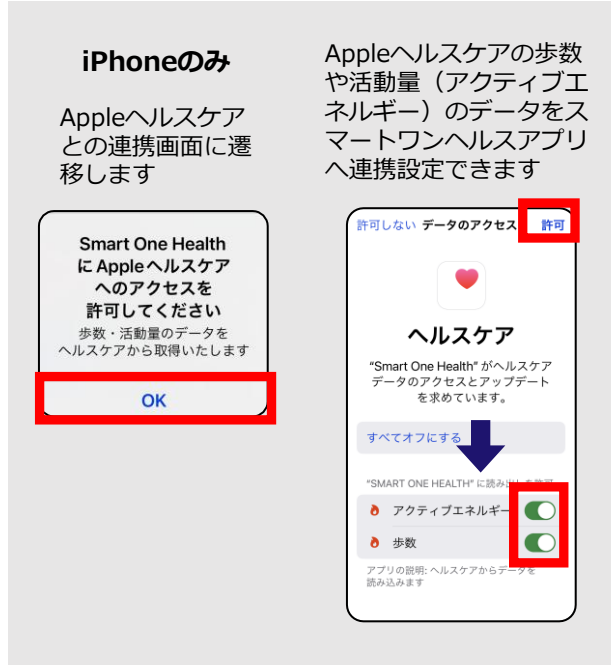 iPhoneのみ
Appleヘルスケア
との連携画面に遷
移します
Smart One Health
に Apple ヘルスケア
へのアクセスを
許可してください
歩数・活動量のデータを
ヘルスケアから取得いたします
OK
Appleヘルスケアの歩数
や活動量（アクティブエ
ネルギー）のデータをス
マートワンヘルスアプリ
へ連携設定できます
許可しない データのアクセス 許可
ヘルスケア
“Smart One Health” がヘルスケア
データのアクセスとアップデート
を求めています。
すべてオフにする
“SMART ONE HEALTH” に読み出しを許可
アクティブエネルギー
歩数
アプリの説明: ヘルスケアからデータを
読み込みます